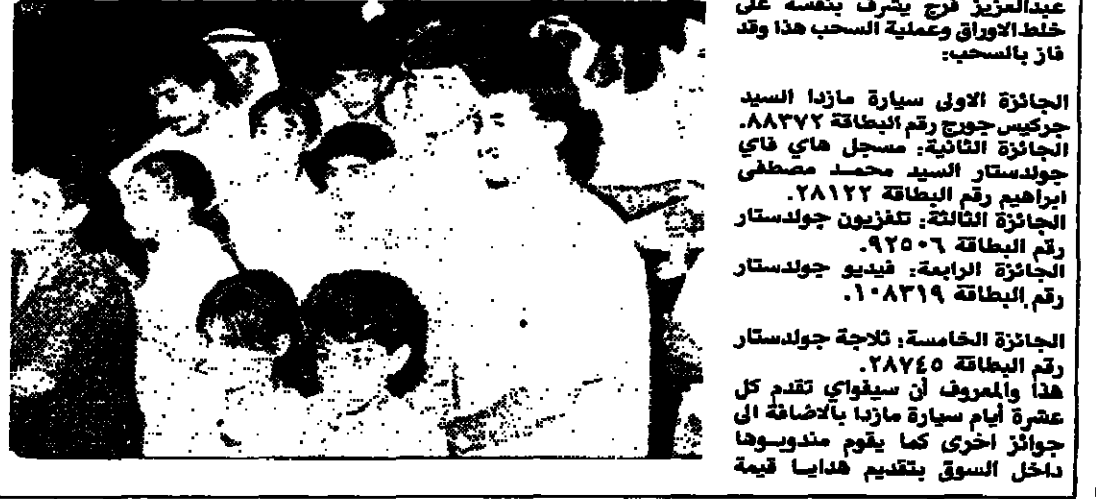 عبدالعزيز فرج يشرف بنفسه على
خلط الاوراق وعملية السحب هذا وقد
فاز بالسحب:
الجائزة الاولى سيارة مازدا السيد
جركيس جورج رقم البطاقة ٨٨٣٧٢.
الجائزة الثانية: مسجل هاي فاي
جولدستار السيد محمد مصطفى
ابراهيم رقم البطاقة ٢٨١٢٢.
الجائزة الثالثة: تلفزيون جولدستار
رقم البطاقة ٩٢٥٠٦.
الجائزة الرابعة: فيديو جولدستار
رقم البطاقة ١٠٨٣١٩.
الجائزة الخامسة: ثلاجة جولدستار
رقم البطاقة ٢٨٧٤٥.
هذا والمعروف أن سيفواي تقدم كل
عشرة أيام سيارة مازدا بالاضافة الى
جوائز اخرى كما يقوم مندوبوها
داخل السوق بتقديم هدايا قيمة